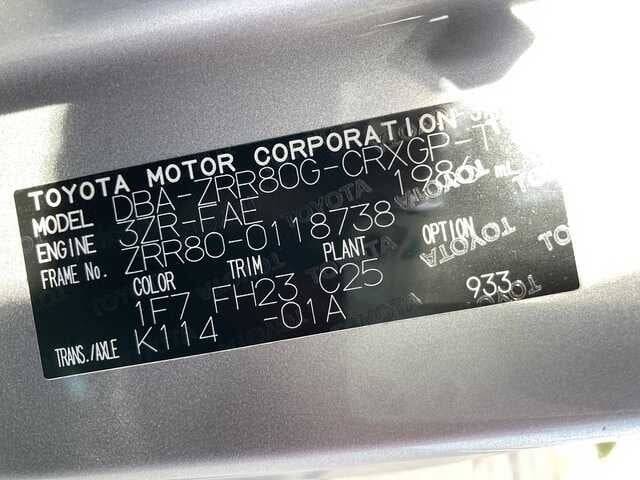 TOYOTA MOTOR CORPORATION
MODEL DBA-ZRR80G-CRXGP-T
ENGINE 3ZR-FAE 1986 mL
FRAME No. ZRR80-0118738
COLOR TRIM PLANT OPTION
1F7 FH23 C25 933
TRANS./AXLE K114 -01A